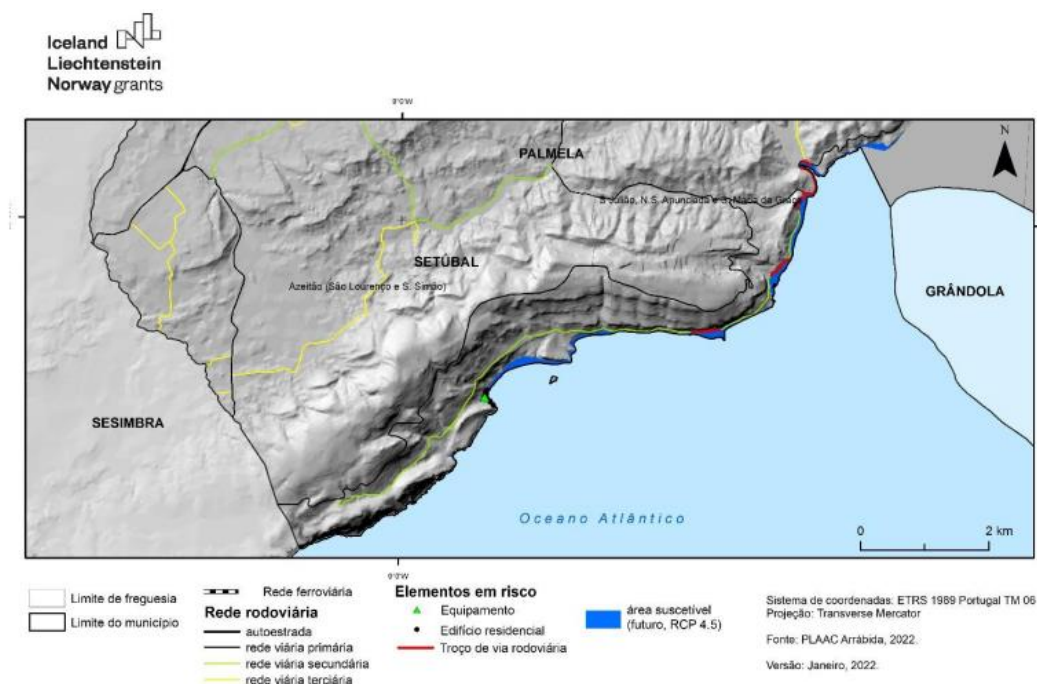 Iceland
Liechtenstein
Norway grants
9°0'W
N
PALMELA
S Julião, N.S. Anunciada e S. Maria da Graça
SETÚBAL
Azeitão (São Lourenço e S. Simão)
GRÂNDOLA
SESIMBRA
Oceano Atlântico
0 2 km
9°0'W
Limite de freguesia
Limite do município
Rede ferroviária
Rede rodoviária
autoestrada
rede viária primária
rede viária secundária
rede viária terciária
Elementos em risco
Equipamento
Edifício residencial
Troço de via rodoviária
área suscetível
(futuro, RCP 4.5)
Sistema de coordenadas: ETRS 1989 Portugal TM 06
Projeção: Transverse Mercator
Fonte: PLAAC Arrábida, 2022.
Versão: Janeiro, 2022.